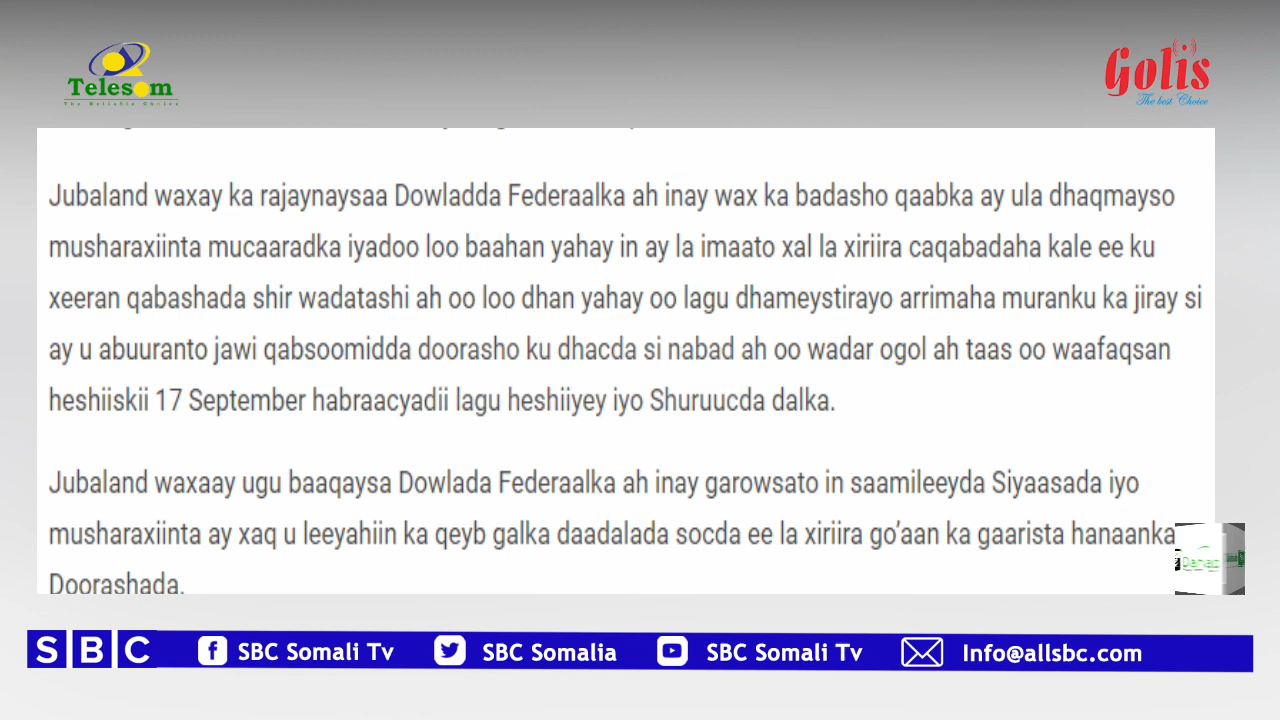 Telesom
The Reliable Choice
Golis
The best Choice
Jubaland waxay ka rajaynaysaa Dowladda Federaalka ah inay wax ka badasho qaabka ay ula dhaqmayso
musharaxiinta mucaaradka iyadoo loo baahan yahay in ay la imaato xal la xiriira caqabadaha kale ee ku
xeeran qabashada shir wadatashi ah oo loo dhan yahay oo lagu dhameystirayo arrimaha muranku ka jiray si
ay u abuuranto jawi qabsoomidda doorasho ku dhacda si nabad ah oo wadar ogol ah taas oo waafaqsan
heshiiskii 17 September habraacyadii lagu heshiiyey iyo Shuruucda dalka.
Jubaland waxaay ugu baaqaysa Dowlada Federaalka ah inay garowsato in saamileeyda Siyaasada iyo
musharaxiinta ay xaq u leeyahiin ka qeyb galka daadalada socda ee la xiriira go'aan ka gaarista hanaanka
Doorashada.
SBC SBC Somali Tv SBC Somalia SBC Somali Tv Info@allsbc.com